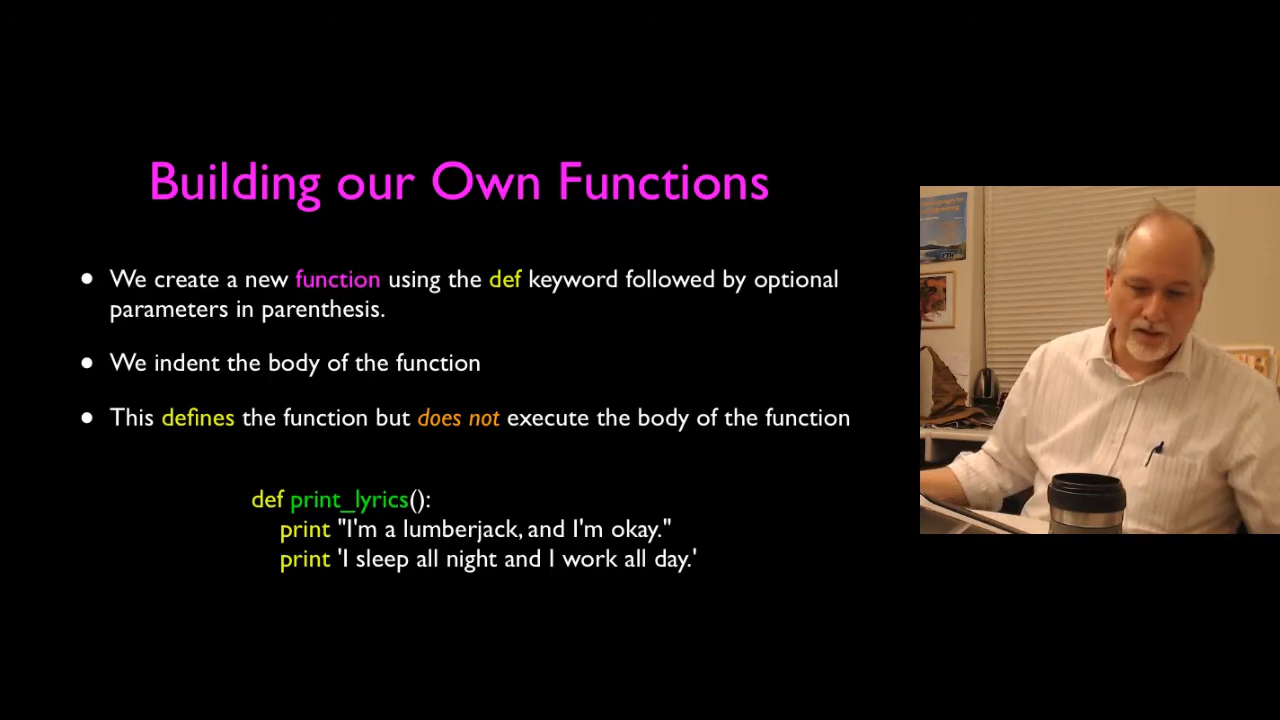 Building our Own Functions
• We create a new function using the def keyword followed by optional
parameters in parenthesis.
• We indent the body of the function
• This defines the function but does not execute the body of the function
def print_lyrics():
print "I'm a lumberjack, and I'm okay."
print 'I sleep all night and I work all day.'